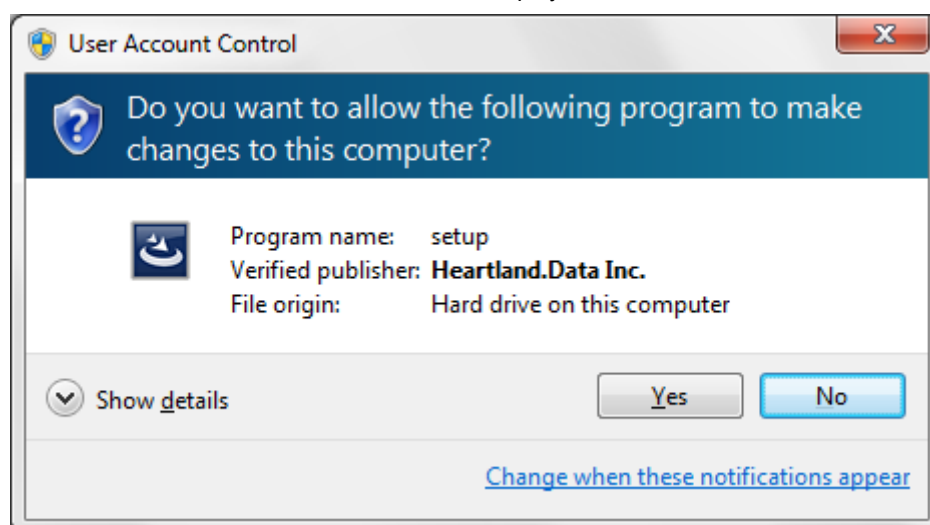 User Account Control
Do you want to allow the following program to make
changes to this computer?
Program name: setup
Verified publisher: Heartland.Data Inc.
File origin: Hard drive on this computer
Show details
Yes No
Change when these notifications appear